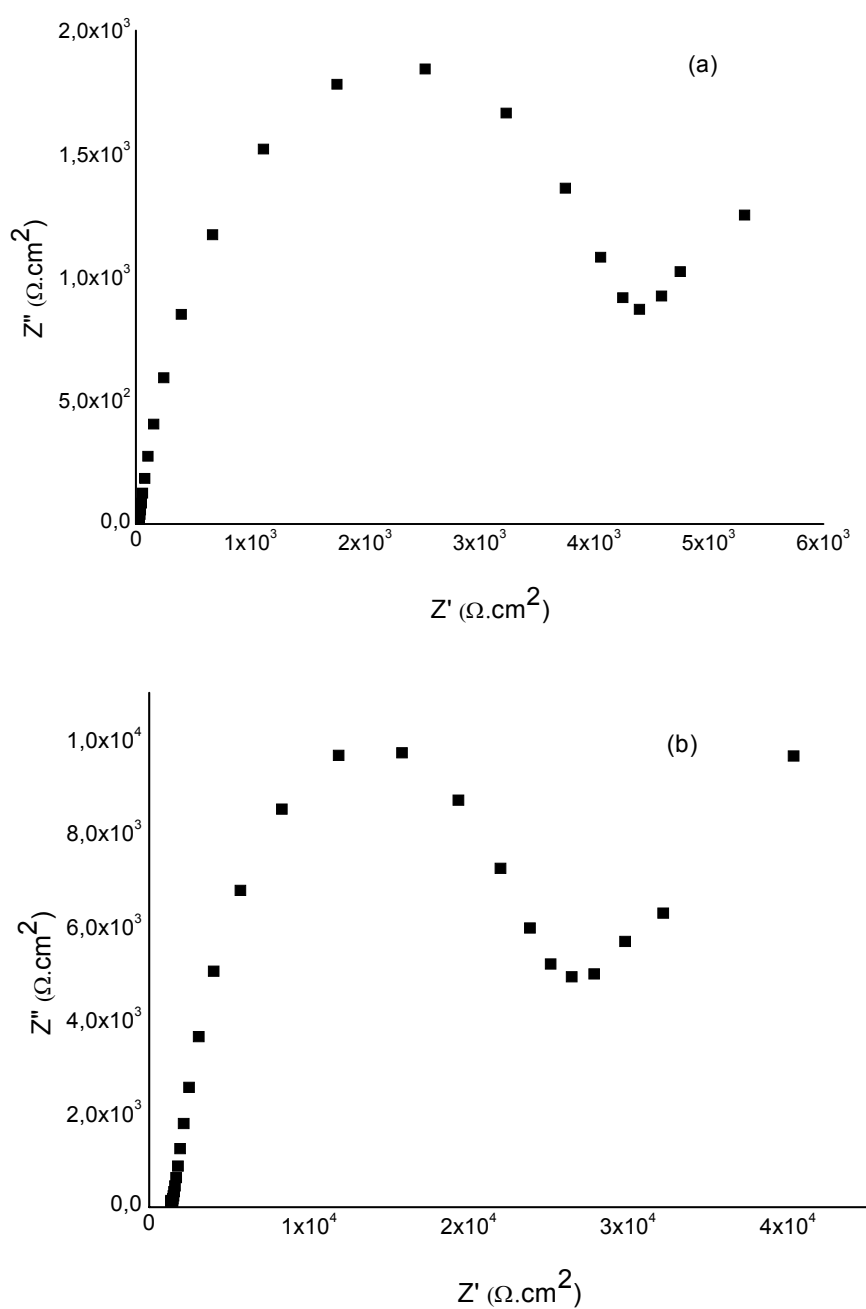 2,0x10³
(a)
1,5x10³
Z'' (Ω.cm²)
1,0x10³
5,0x10²
0,0
0 1x10³ 2x10³ 3x10³ 4x10³ 5x10³ 6x10³
Z' (Ω.cm²)
1,0x10⁴
(b)
8,0x10³
6,0x10³
Z'' (Ω.cm²)
4,0x10³
2,0x10³
0,0
0 1x10⁴ 2x10⁴ 3x10⁴ 4x10⁴
Z' (Ω.cm²)